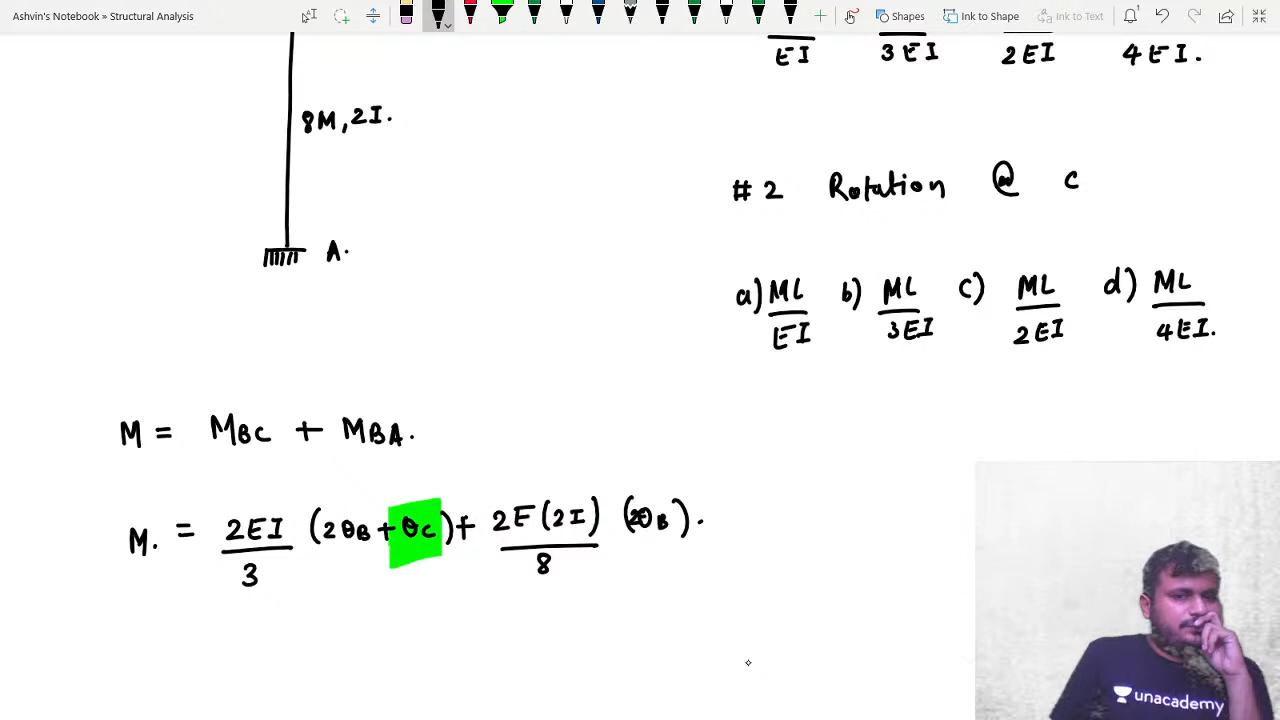 Ashvin's Notebook » Structural Analysis
Shapes Ink to Shape Ink to Text
EI 3EI 2EI 4EI.
8M, 2I.
#2 Rotation @ c
A.
a) ML/EI b) ML/3EI c) ML/2EI d) ML/4EI.
M = MBC + MBA.
M. = 2EI/3 (2θB + θC) + 2E(2I)/8 (2θB).
unacademy